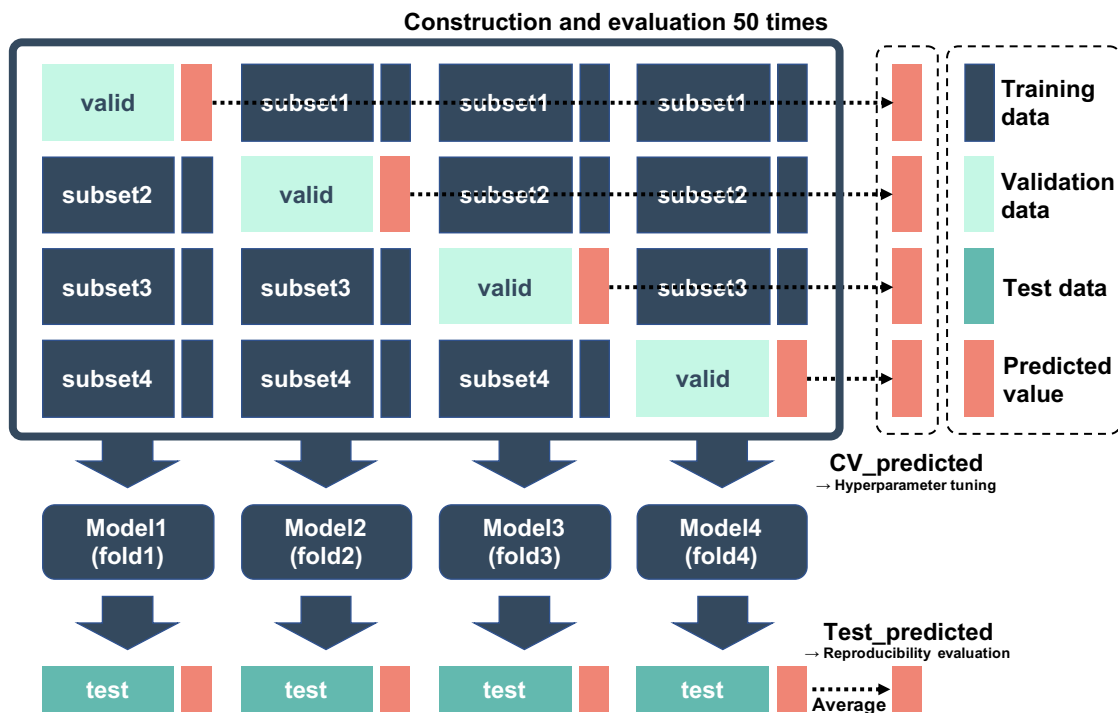 Construction and evaluation 50 times
valid
subset1
subset1
subset1
subset2
valid
subset2
subset2
subset3
subset3
valid
subset3
subset4
subset4
subset4
valid
Training
data
Validation
data
Test data
Predicted
value
CV_predicted
→ Hyperparameter tuning
Model1
(fold1)
Model2
(fold2)
Model3
(fold3)
Model4
(fold4)
Test_predicted
→ Reproducibility evaluation
test
test
test
test
Average